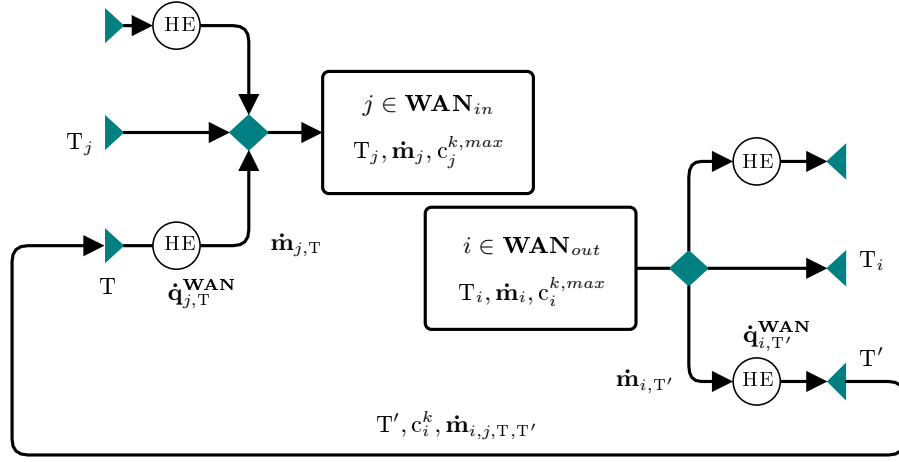 HE
j ∈ WAN_in
T_j
T_j, ṁ_j, c_j^{k,max}
HE
HE
ṁ_{j,T}
i ∈ WAN_out
T_i
T
q̇_{j,T}^{WAN}
T_i, ṁ_i, c_i^{k,max}
q̇_{i,T′}^{WAN}
HE
T′
ṁ_{i,T′}
T′, c_i^k, ṁ_{i,j,T,T′}